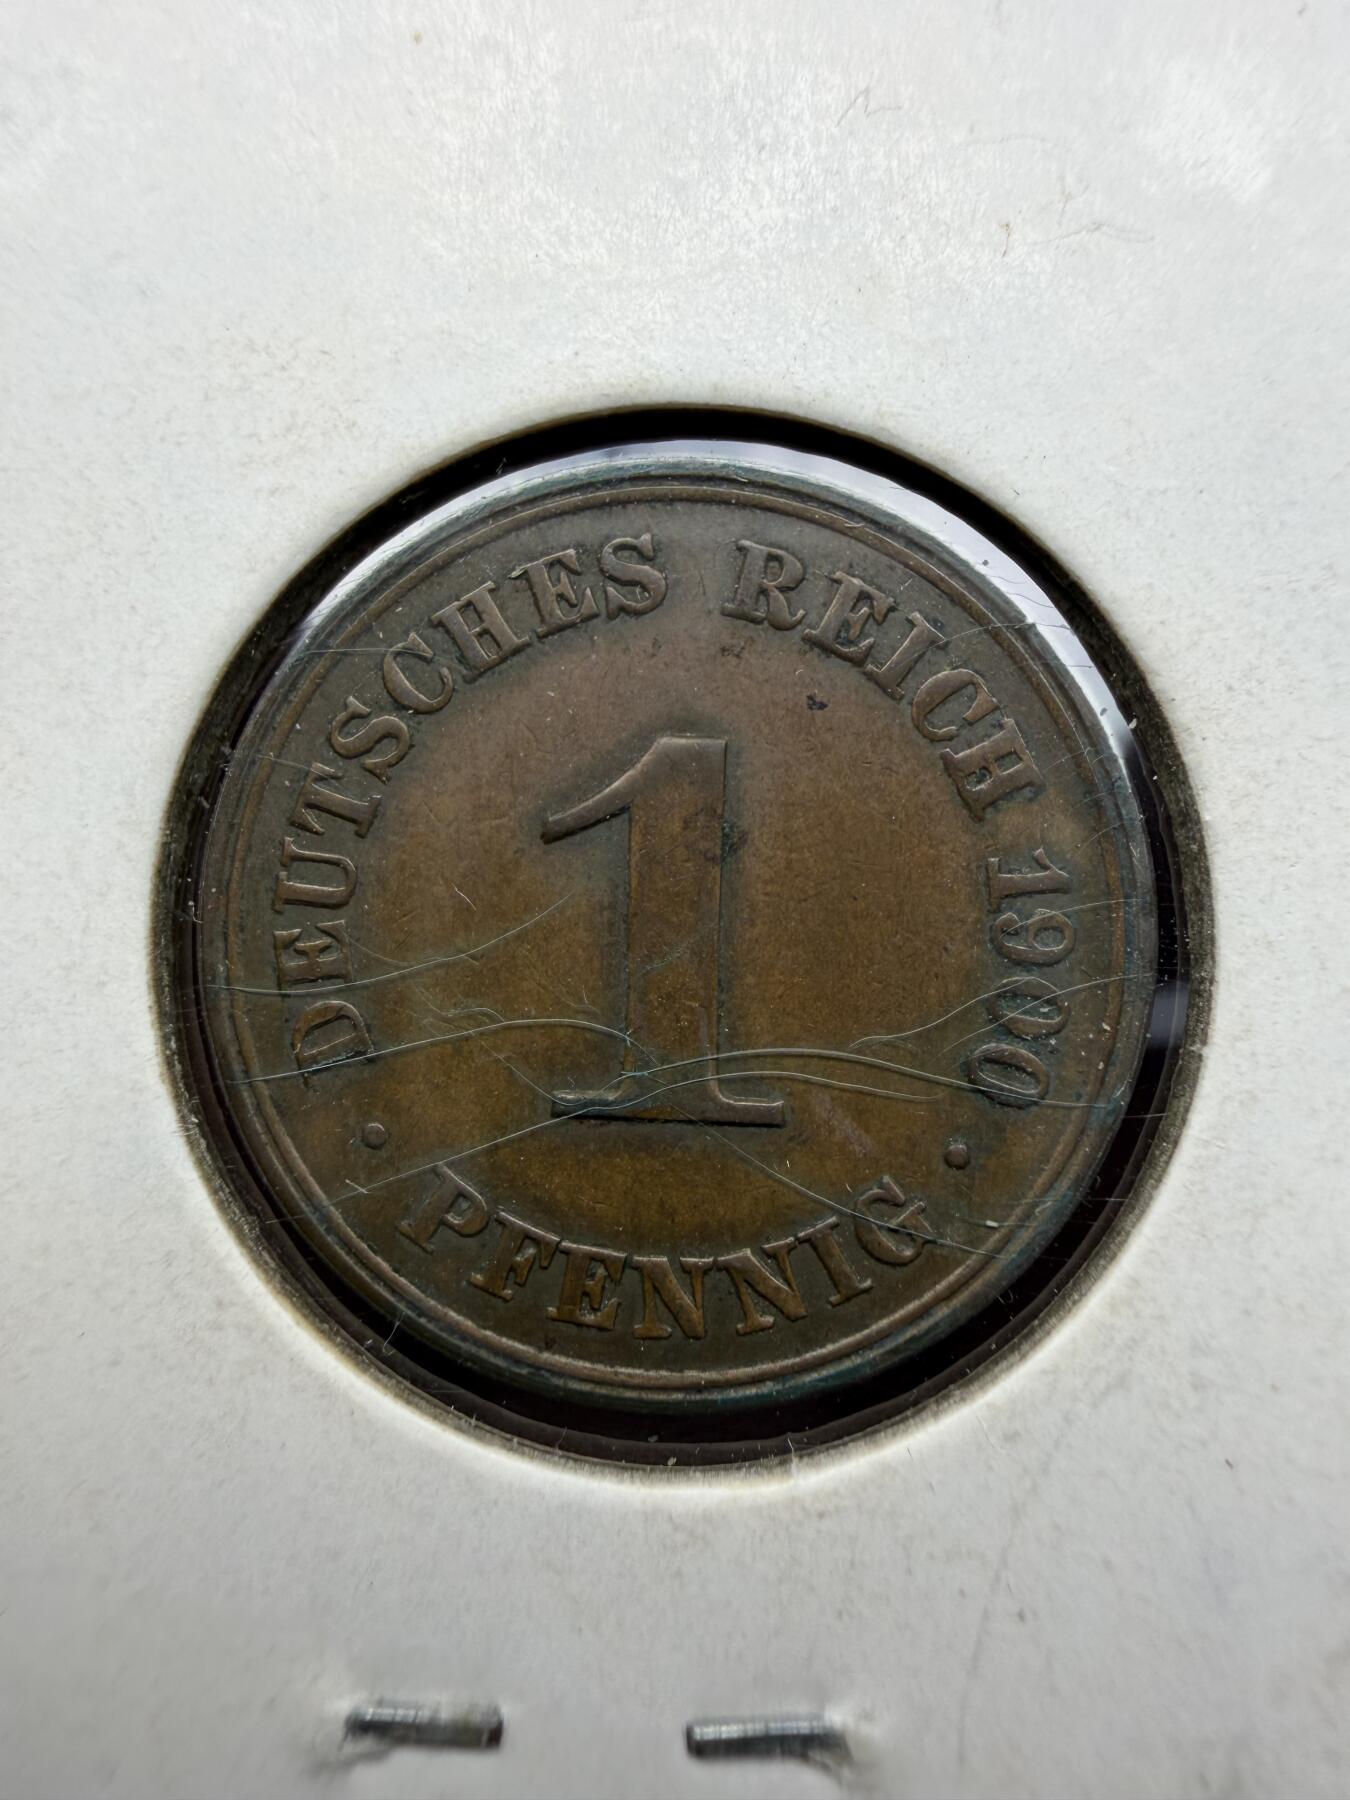 DEUTSCHES REICH 1900
1
• PFENNIG •